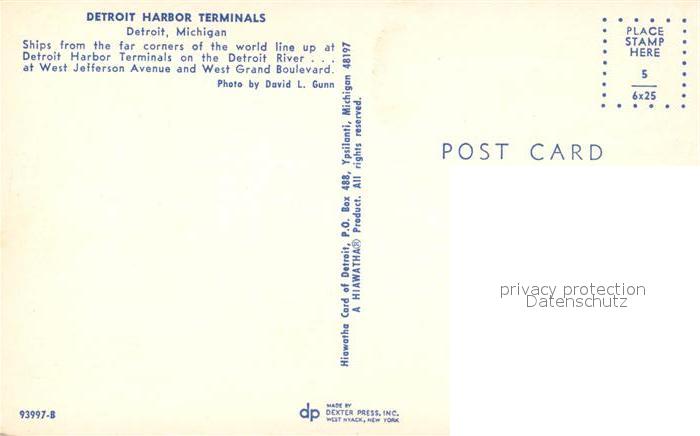 DETROIT HARBOR TERMINALS
Detroit, Michigan
Ships from the far corners of the world line up at
Detroit Harbor Terminals on the Detroit River . . .
at West Jefferson Avenue and West Grand Boulevard.
Photo by David L. Gunn
Hiawatha Card of Detroit, P.O. Box 488, Ypsilanti, Michigan 48197
A HIAWATHA® Product. All rights reserved.
PLACE
STAMP
HERE
5
6x25
POST CARD
privacy protection
Datenschutz
93997-B
dp
MADE BY
DEXTER PRESS, INC.
WEST NYACK, NEW YORK